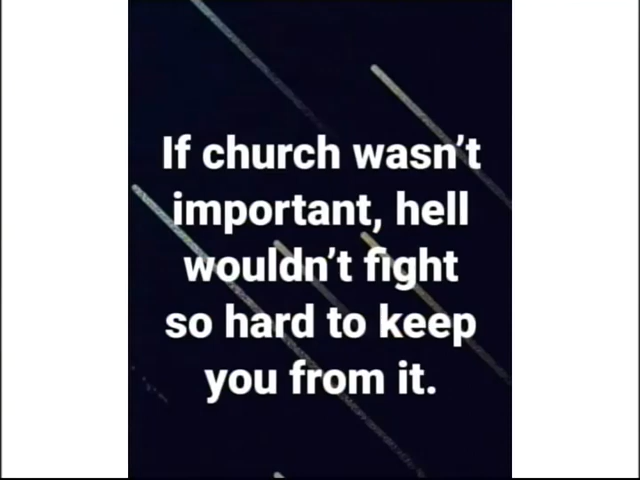 If church wasn’t
important, hell
wouldn’t fight
so hard to keep
you from it.